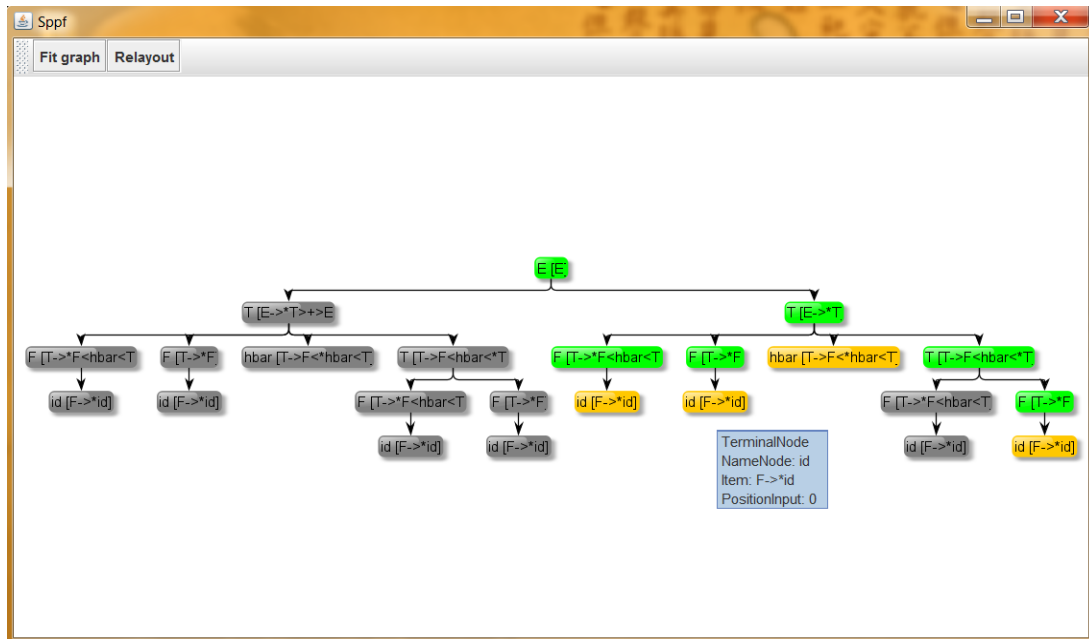 Sppf
Fit graph Relayout
E [E]
T [E->*T>+>E T [E->*T]
F [T->*F<hbar<T F [T->*F] hbar [T->F<*hbar<T] T [T->F<hbar<*T] F [T->*F<hbar<T F [T->*F hbar [T->F<*hbar<T] T [T->F<hbar<*T]
id [F->*id] id [F->*id] F [T->*F<hbar<T] F [T->*F] id [F->*id] id [F->*id] F [T->*F<hbar<T] F [T->*F
id [F->*id] id [F->*id] id [F->*id] id [F->*id]
TerminalNode
NameNode: id
Item: F->*id
PositionInput: 0